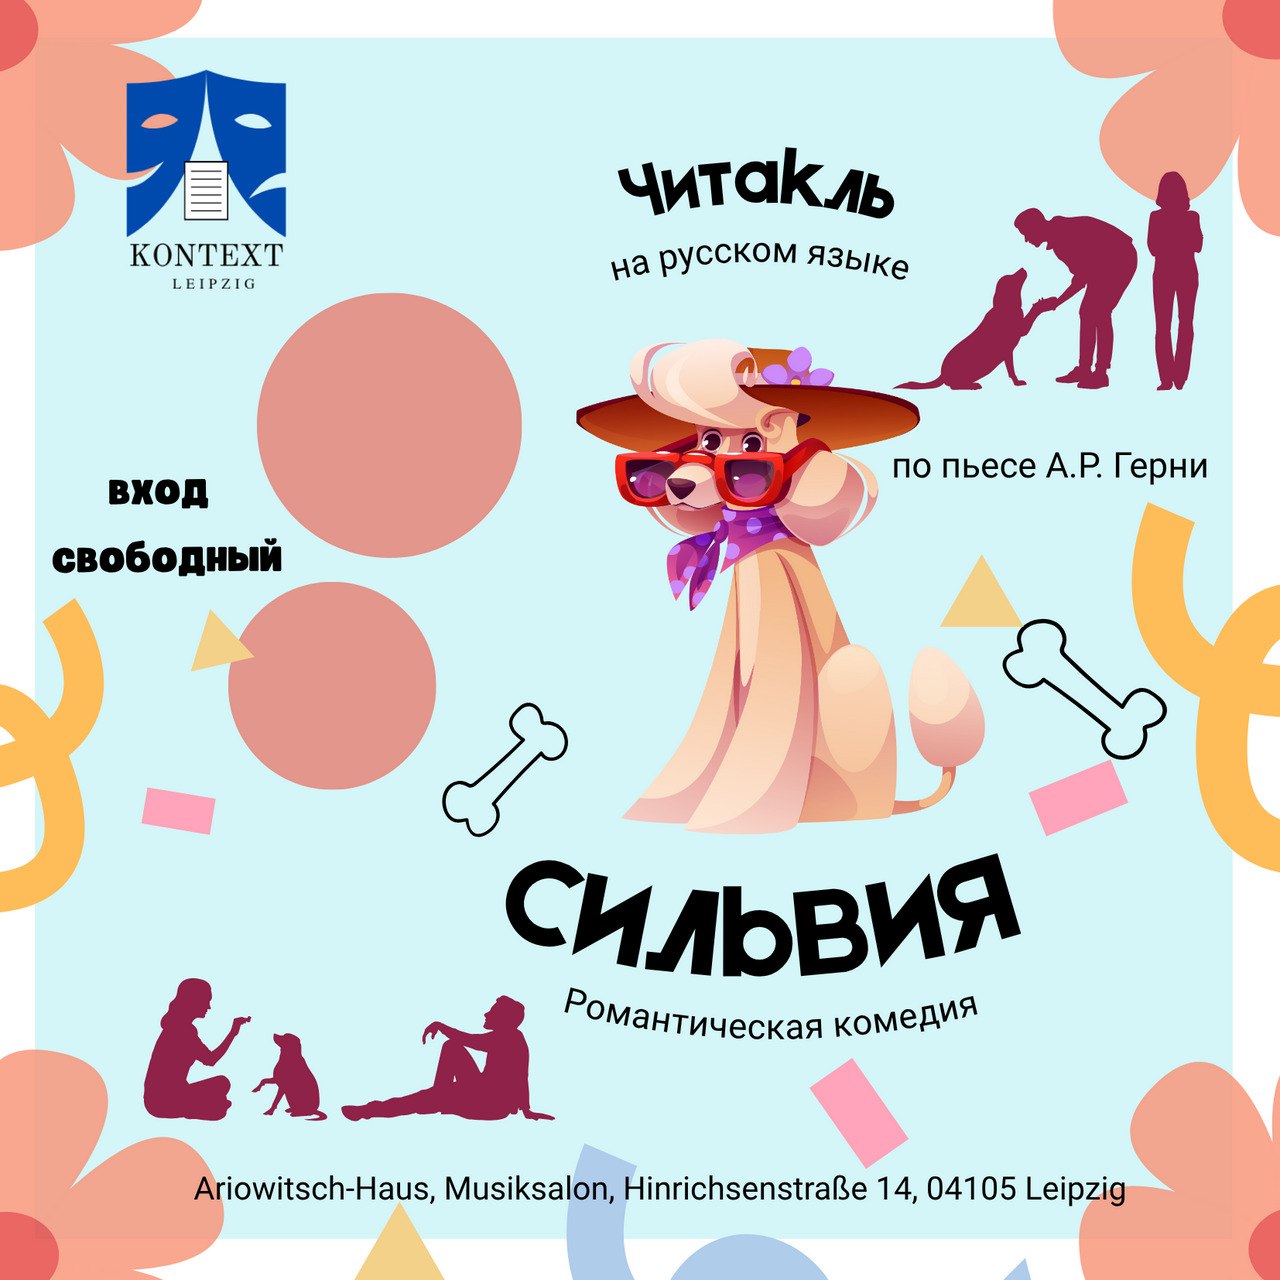 KONTEXT
LEIPZIG
Читакль
на русском языке
по пьесе А.Р. Герни
вход
свободный
СИЛЬВИЯ
Романтическая комедия
Ariowitsch-Haus, Musiksalon, Hinrichsenstraße 14, 04105 Leipzig